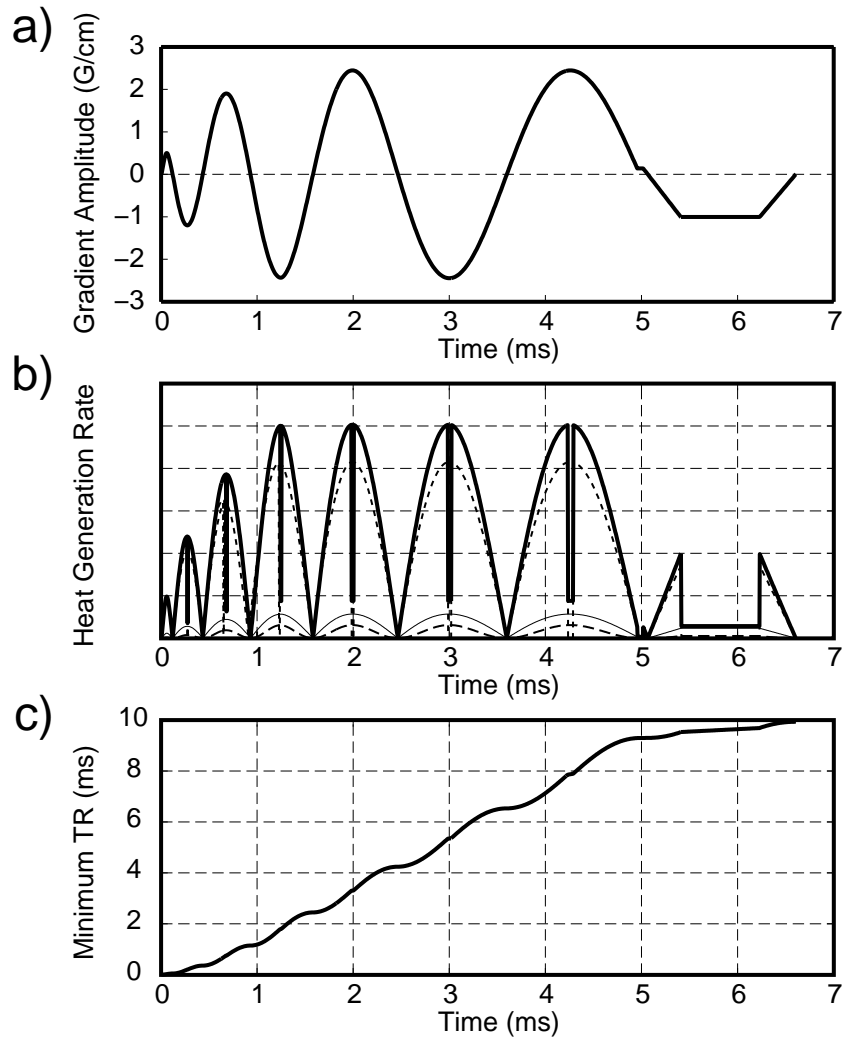 a)
Gradient Amplitude (G/cm)
3
2
1
0
−1
−2
−3
0 1 2 3 4 5 6 7
Time (ms)
b)
Heat Generation Rate
0 1 2 3 4 5 6 7
Time (ms)
c)
Minimum TR (ms)
10
8
6
4
2
0
0 1 2 3 4 5 6 7
Time (ms)